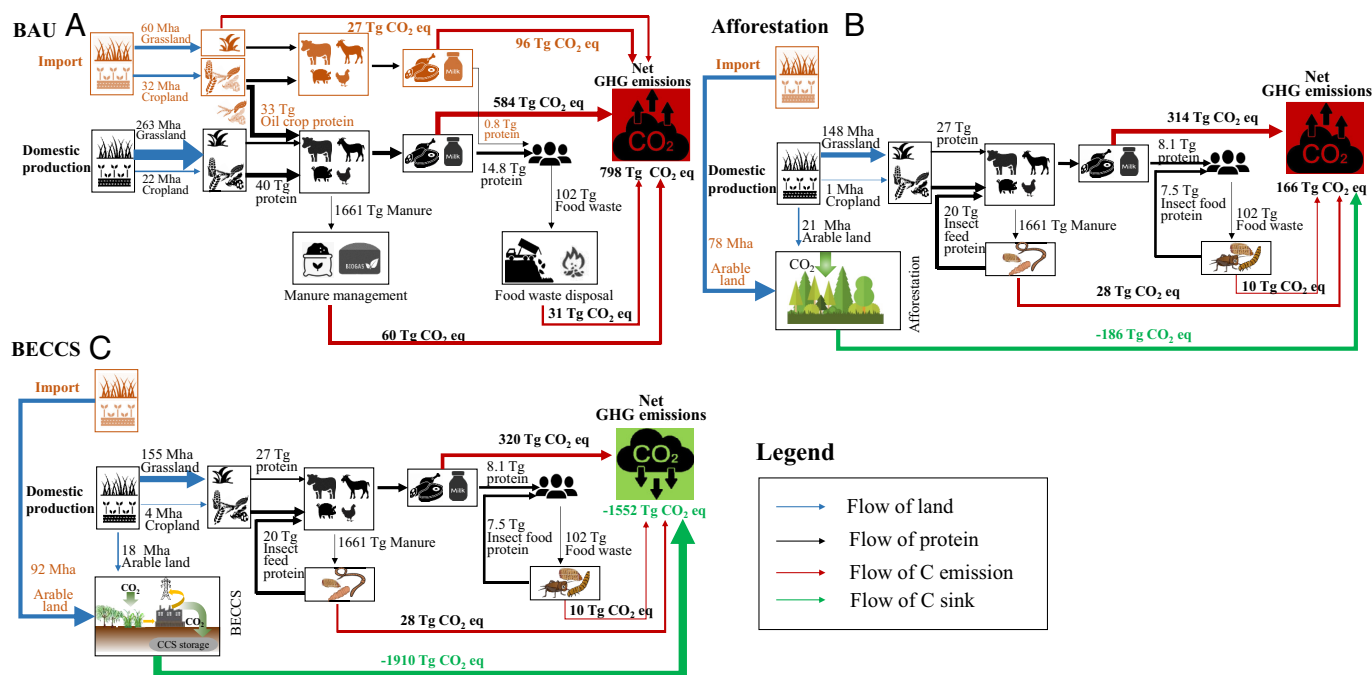 BAU A
60 Mha
Grassland
27 Tg CO2 eq
Import
96 Tg CO2 eq
32 Mha
Cropland
Milk
Net
GHG emissions
CO2
33 Tg
Oil crop protein
584 Tg CO2 eq
0.8 Tg
protein
263 Mha
Grassland
Domestic
production
22 Mha
Cropland
40 Tg
protein
Milk
14.8 Tg
protein
798 Tg CO2 eq
1661 Tg Manure
102 Tg
Food waste
BIOGAS
Manure management
Food waste disposal
31 Tg CO2 eq
60 Tg CO2 eq
Afforestation B
Import
Net
GHG emissions
CO2
314 Tg CO2 eq
148 Mha
Grassland
27 Tg
protein
Milk
8.1 Tg
protein
Domestic
production
1 Mha
Cropland
166 Tg CO2 eq
20 Tg
Insect
feed
protein
7.5 Tg
Insect food
protein
21 Mha
Arable land
1661 Tg Manure
102 Tg
Food waste
78 Mha
Arable
land
CO2
Afforestation
10 Tg CO2 eq
28 Tg CO2 eq
-186 Tg CO2 eq
BECCS C
Import
Net
GHG emissions
CO2
320 Tg CO2 eq
155 Mha
Grassland
27 Tg
protein
Milk
8.1 Tg
protein
Domestic
production
4 Mha
Cropland
-1552 Tg CO2 eq
20 Tg
Insect
feed
protein
7.5 Tg
Insect food
protein
18 Mha
Arable land
1661 Tg Manure
102 Tg
Food waste
92 Mha
Arable
land
CO2
CO2
CCS storage
BECCS
10 Tg CO2 eq
28 Tg CO2 eq
-1910 Tg CO2 eq
Legend
Flow of land
Flow of protein
Flow of C emission
Flow of C sink